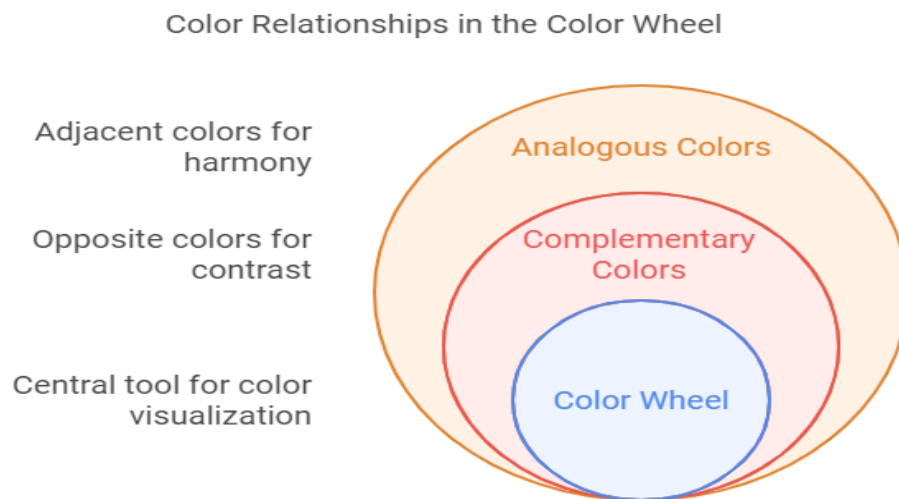 Color Relationships in the Color Wheel
Adjacent colors for
harmony
Analogous Colors
Opposite colors for
contrast
Complementary
Colors
Central tool for color
visualization
Color Wheel